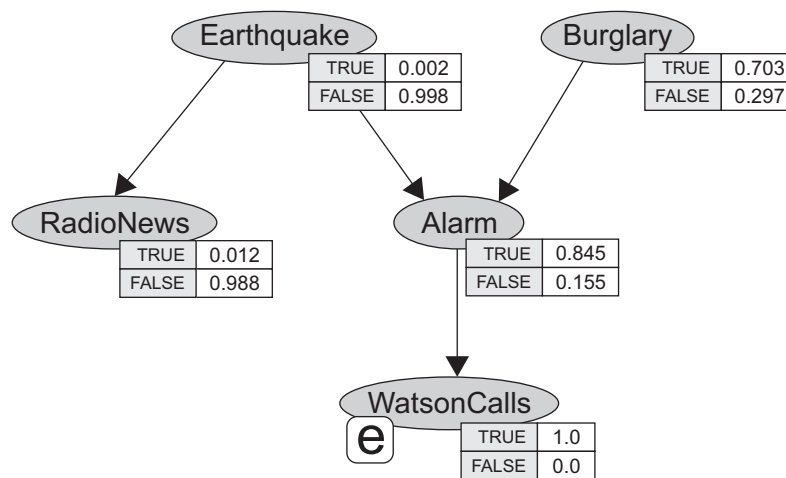 Earthquake
TRUE 0.002
FALSE 0.998
Burglary
TRUE 0.703
FALSE 0.297
RadioNews
TRUE 0.012
FALSE 0.988
Alarm
TRUE 0.845
FALSE 0.155
WatsonCalls
e
TRUE 1.0
FALSE 0.0